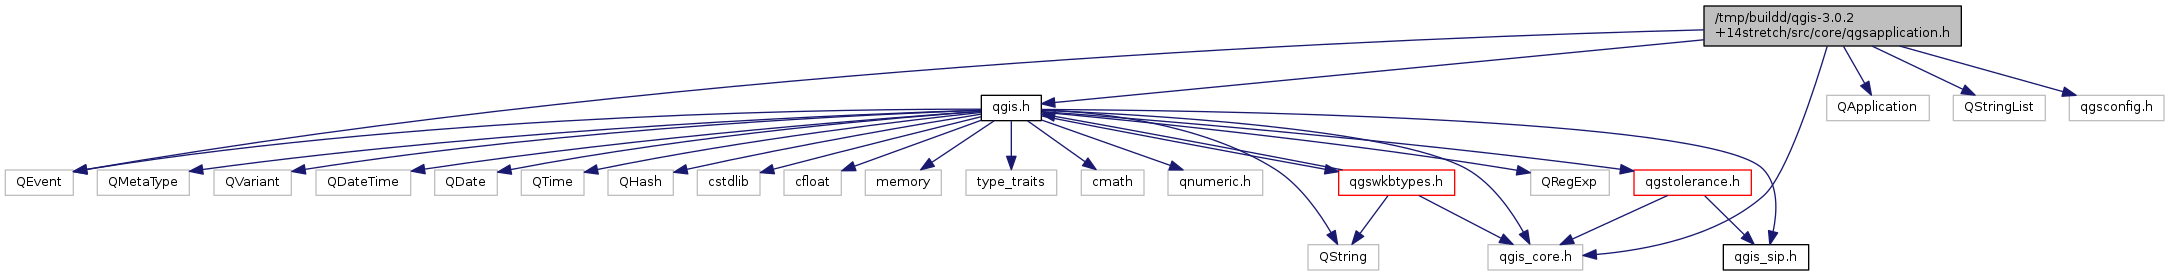 /tmp/buildd/qgis-3.0.2
+14stretch/src/core/qgsapplication.h
qgis.h
QApplication
QStringList
qgsconfig.h
QEvent
QMetaType
QVariant
QDateTime
QDate
QTime
QHash
cstdlib
cfloat
memory
type_traits
cmath
qnumeric.h
qgswkbtypes.h
QRegExp
qgstolerance.h
QString
qgis_core.h
qgis_sip.h